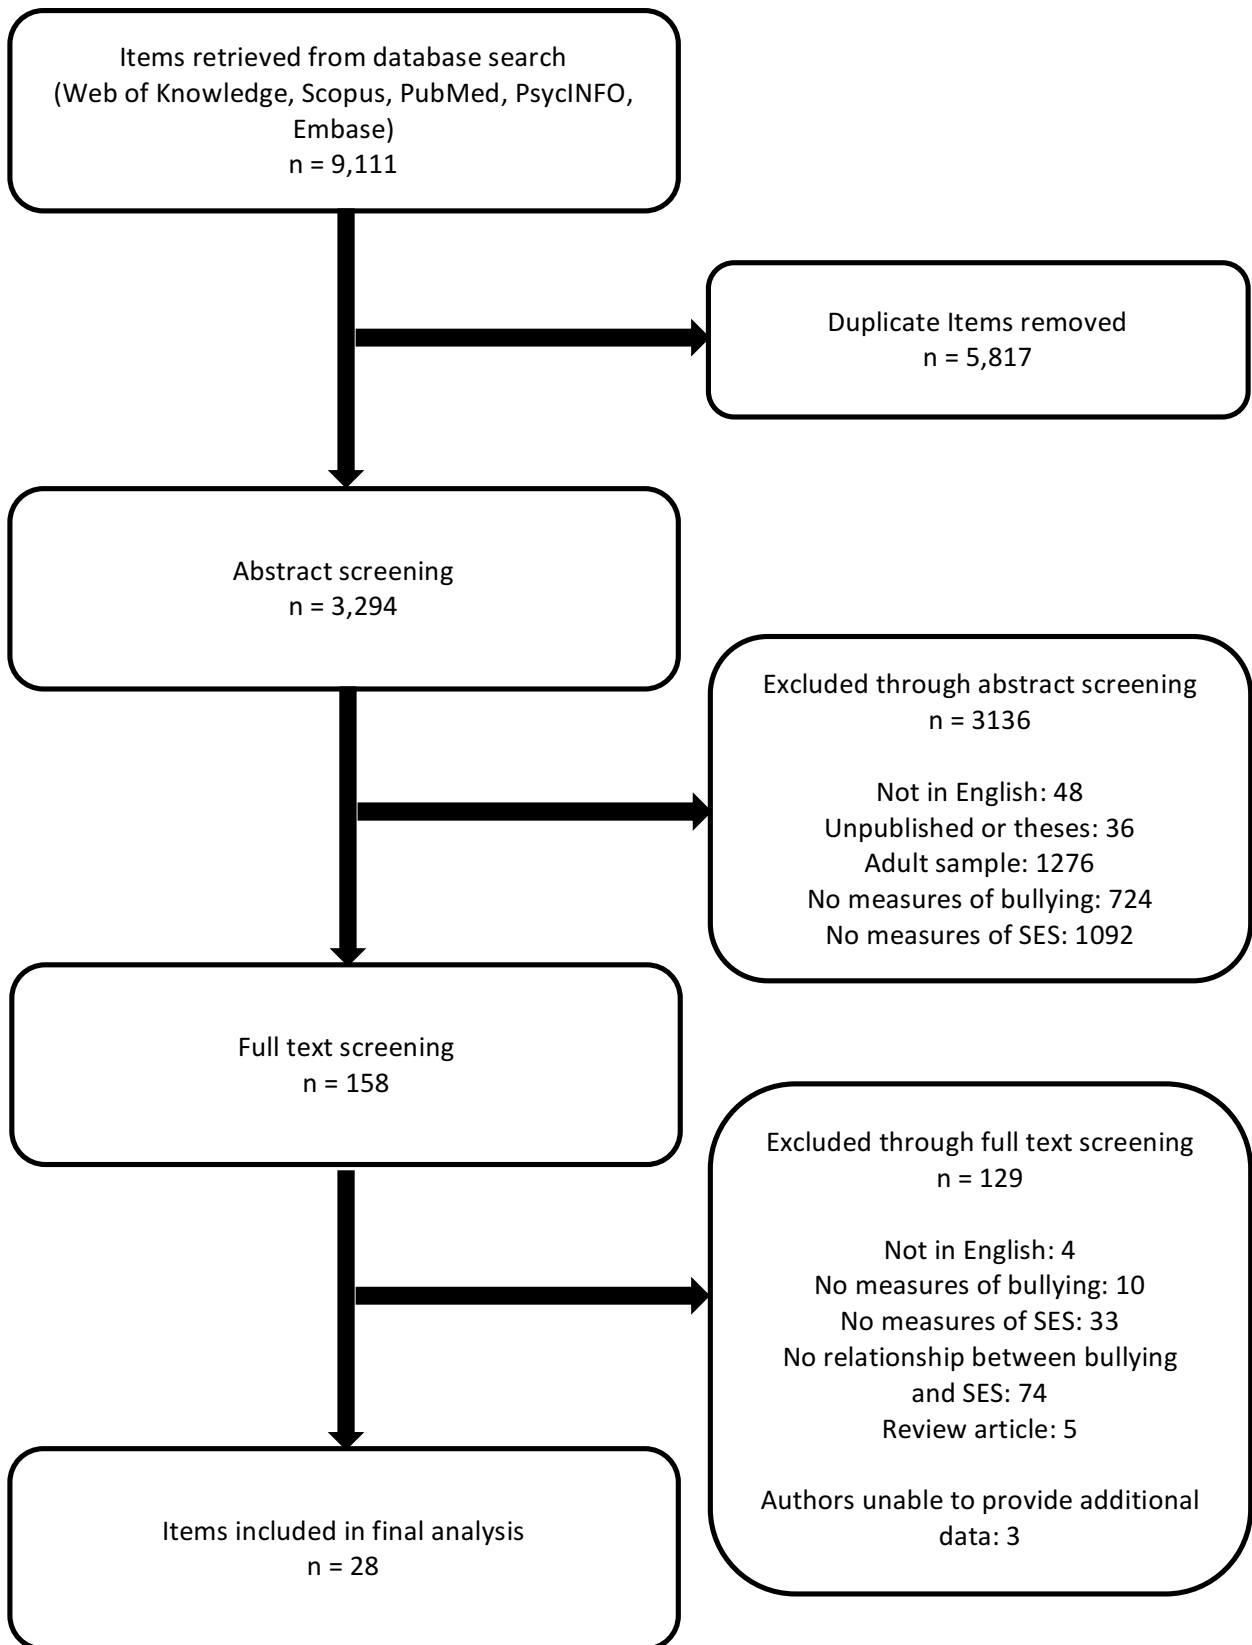 Items retrieved from database search
(Web of Knowledge, Scopus, PubMed, PsycINFO,
Embase)
n = 9,111
Duplicate Items removed
n = 5,817
Abstract screening
n = 3,294
Excluded through abstract screening
n = 3136
Not in English: 48
Unpublished or theses: 36
Adult sample: 1276
No measures of bullying: 724
No measures of SES: 1092
Full text screening
n = 158
Excluded through full text screening
n = 129
Not in English: 4
No measures of bullying: 10
No measures of SES: 33
No relationship between bullying
and SES: 74
Review article: 5
Authors unable to provide additional
data: 3
Items included in final analysis
n = 28